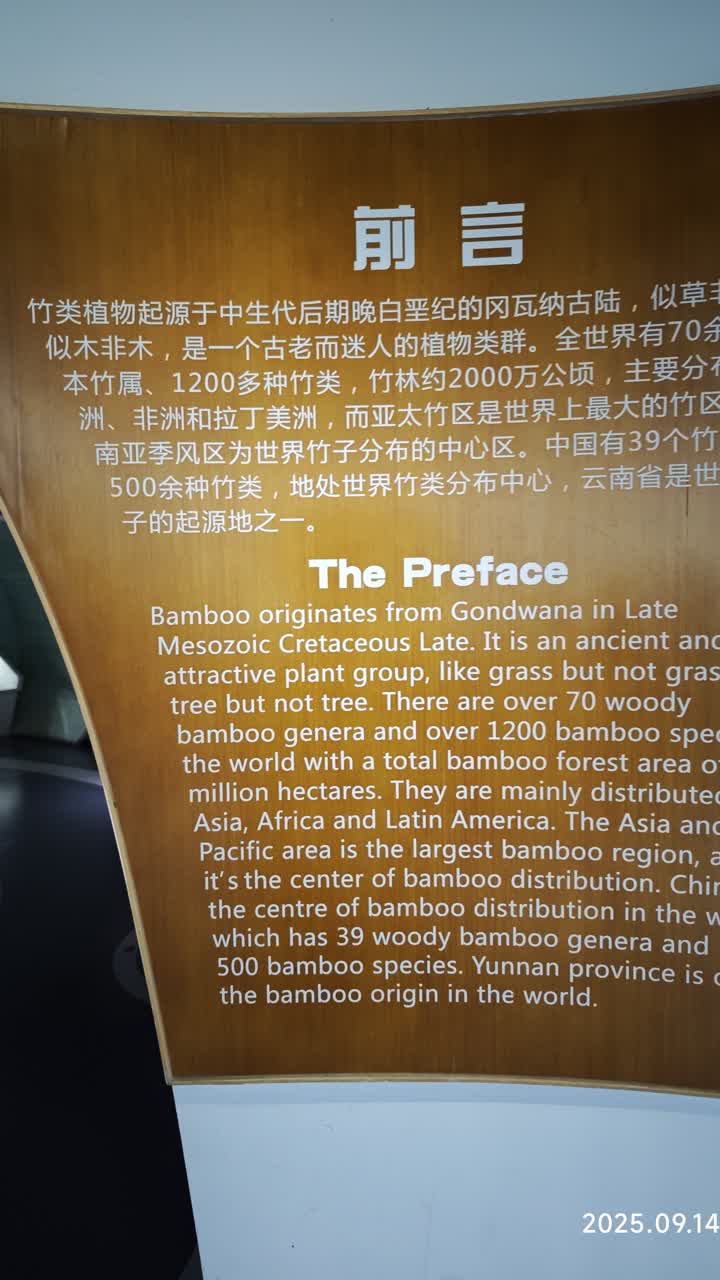 前言
竹类植物起源于中生代后期晚白垩纪的冈瓦纳古陆，似草
似木非木，是一个古老而迷人的植物类群。全世界有70余
本竹属、1200多种竹类，竹林约2000万公顷，主要分布
洲、非洲和拉丁美洲，而亚太竹区是世界上最大的竹区
南亚季风区为世界竹子分布的中心区。中国有39个竹
500余种竹类，地处世界竹类分布中心，云南省是世
子的起源地之一。
The Preface
Bamboo originates from Gondwana in Late
Mesozoic Cretaceous Late. It is an ancient and
attractive plant group, like grass but not gras
tree but not tree. There are over 70 woody
bamboo genera and over 1200 bamboo spec
the world with a total bamboo forest area of
million hectares. They are mainly distributed
Asia, Africa and Latin America. The Asia and
Pacific area is the largest bamboo region, a
it's the center of bamboo distribution. Chin
the centre of bamboo distribution in the w
which has 39 woody bamboo genera and
500 bamboo species. Yunnan province is o
the bamboo origin in the world.
2025.09.14